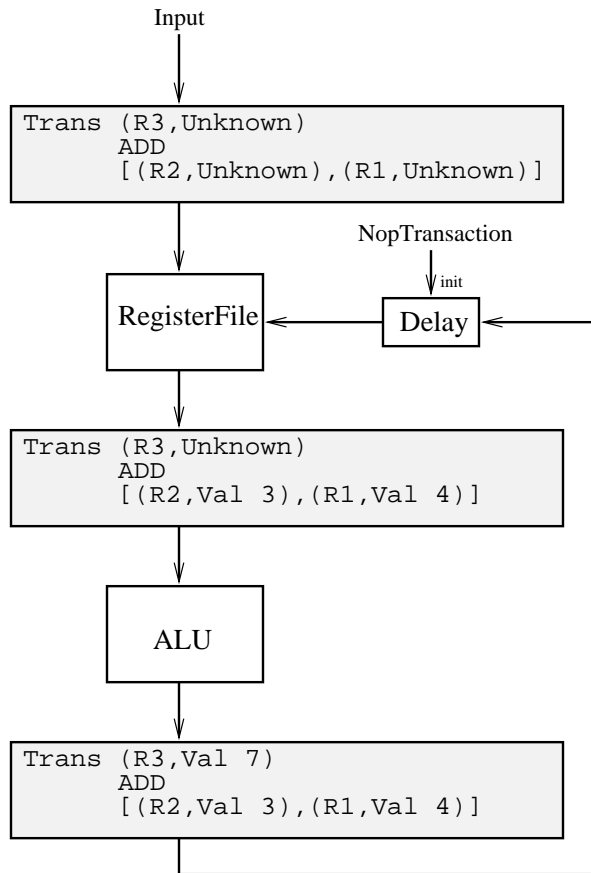 Input
Trans (R3,Unknown)
ADD
[(R2,Unknown),(R1,Unknown)]
NopTransaction
init
RegisterFile
Delay
Trans (R3,Unknown)
ADD
[(R2,Val 3),(R1,Val 4)]
ALU
Trans (R3,Val 7)
ADD
[(R2,Val 3),(R1,Val 4)]